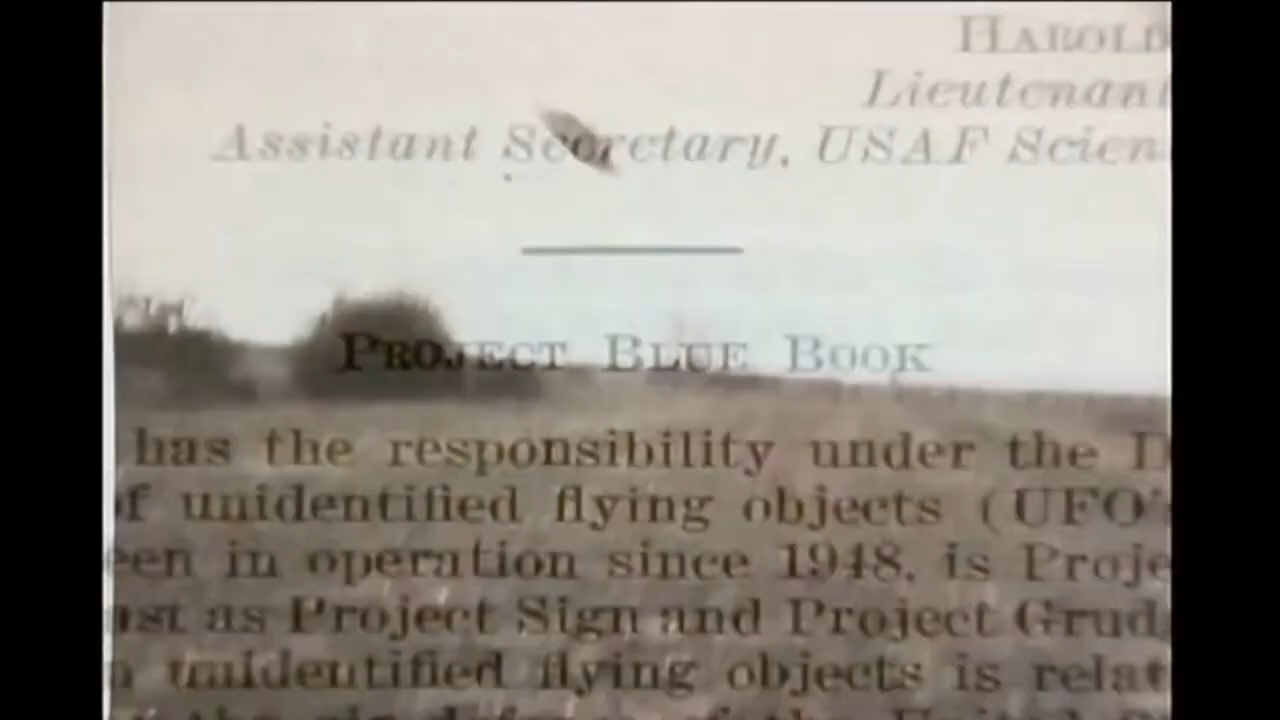 HAROLD
Lieutenant
Assistant Secretary, USAF Scien
PROJECT BLUE BOOK
has the responsibility under the D
of unidentified flying objects (UFO's
een in operation since 1948, is Proje
ast as Project Sign and Project Grud
unidentified flying objects is relat